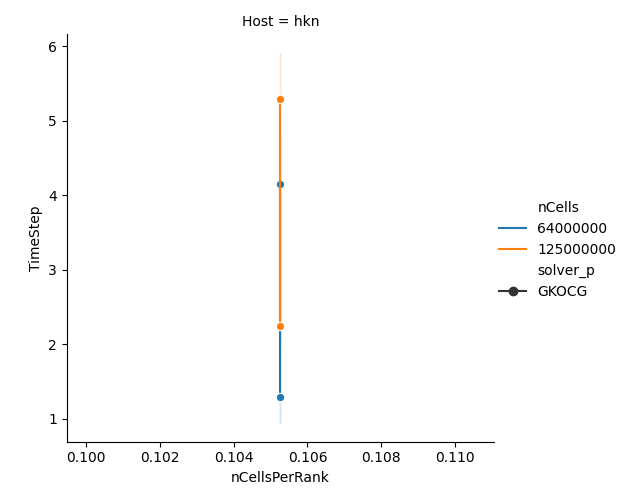 Host = hkn
6
5
4
3
2
1
TimeStep
0.100 0.102 0.104 0.106 0.108 0.110
nCellsPerRank
nCells
64000000
125000000
solver_p
GKOCG